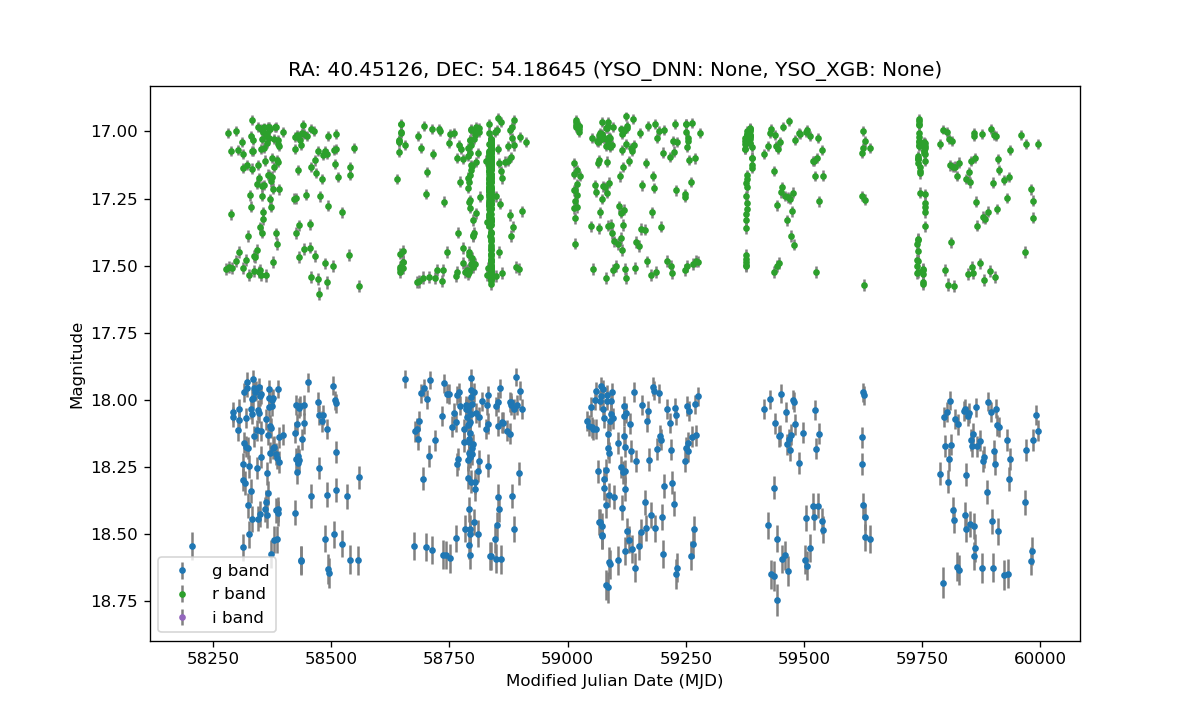 RA: 40.45126, DEC: 54.18645 (YSO_DNN: None, YSO_XGB: None)
17.00
17.25
17.50
17.75
18.00
18.25
18.50
18.75
Magnitude
g band
r band
i band
58250 58500 58750 59000 59250 59500 59750 60000
Modified Julian Date (MJD)